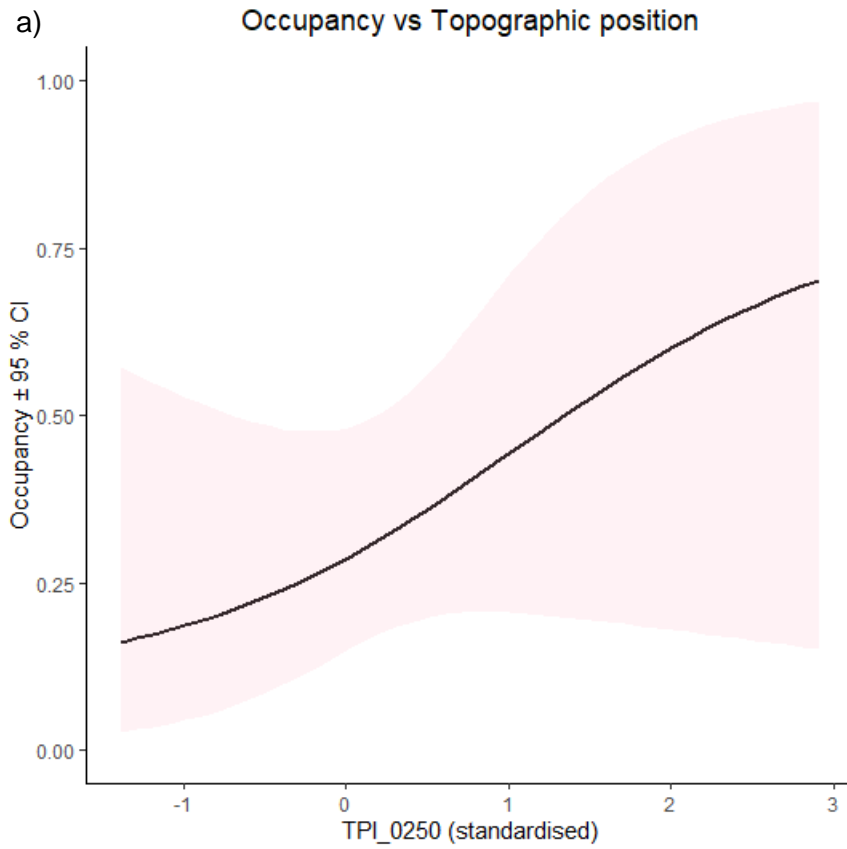 a)
Occupancy vs Topographic position
Occupancy ± 95 % CI
1.00
0.75
0.50
0.25
0.00
-1 0 1 2 3
TPI_0250 (standardised)